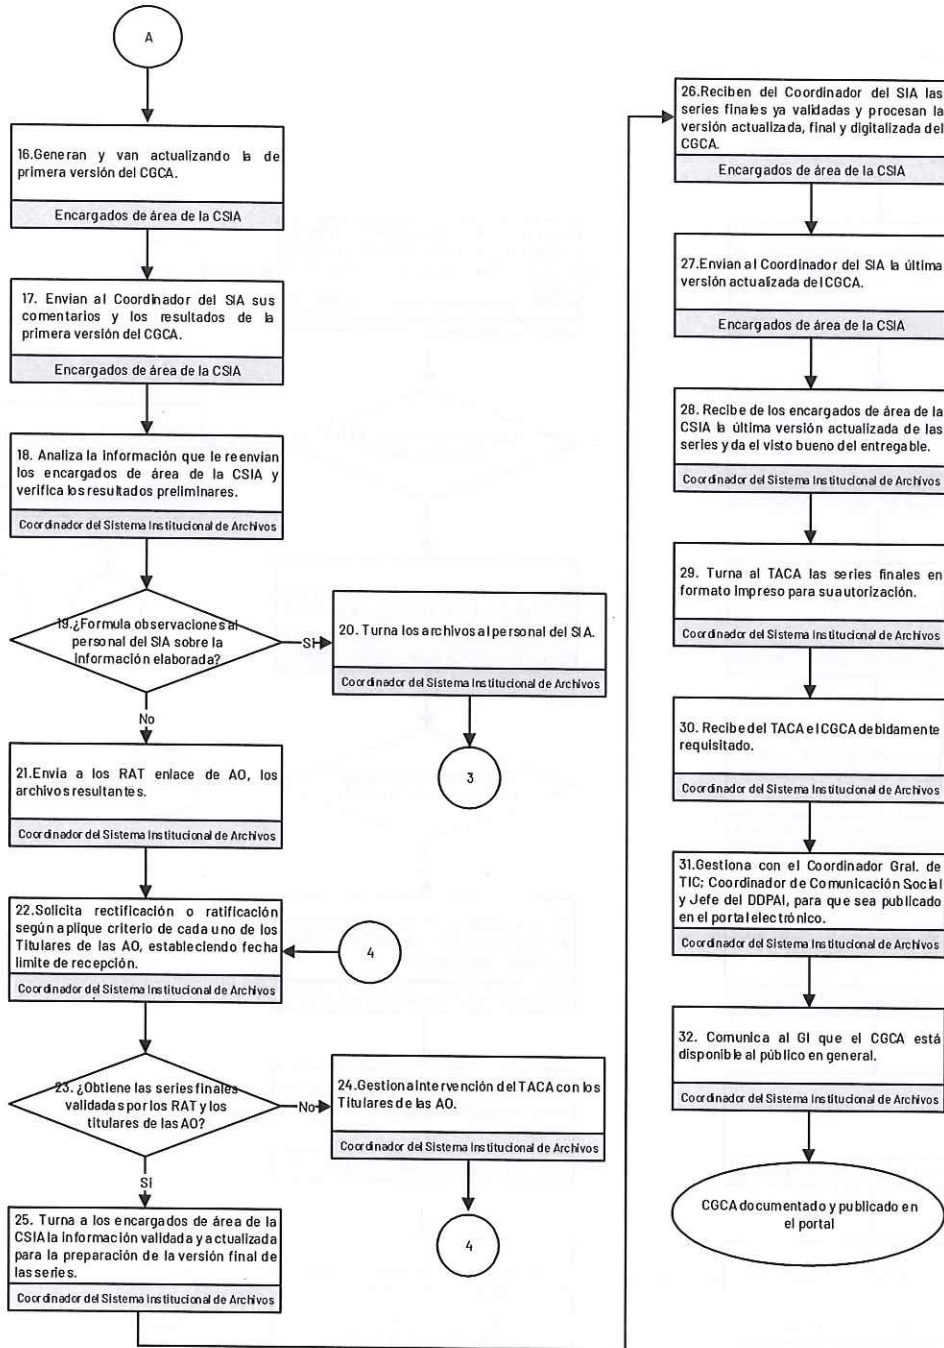 A
16.Generan y van actualizando la de
primera versión del CGCA.
Encargados de área de la CSIA
17. Envian al Coordinador del SIA sus
comentarios y los resultados de la
primera versión del CGCA.
Encargados de área de la CSIA
18. Analiza la información que le reenvian
los encargados de área de la CSIA y
verifica los resultados preliminares.
Coordinador del Sistema Institucional de Archivos
19.¿Formula observaciones al
personal del SIA sobre la
información elaborada?
SI
20. Turna los archivos al personal del SIA.
Coordinador del Sistema Institucional de Archivos
3
No
21.Envia a los RAT enlace de AO, los
archivos resultantes.
Coordinador del Sistema Institucional de Archivos
22.Solicita rectificación o ratificación
según aplique criterio de cada uno de los
Titulares de las AO, estableciendo fecha
limite de recepción.
Coordinador del Sistema Institucional de Archivos
4
23. ¿Obtiene las series finales
validadas por los RAT y los
titulares de las AO?
No
24.Gestiona intervención del TACA con los
Titulares de las AO.
Coordinador del Sistema Institucional de Archivos
4
SI
25. Turna a los encargados de área de la
CSIA la información validada y actualizada
para la preparación de la versión final de
las series.
Coordinador del Sistema Institucional de Archivos
26.Reciben del Coordinador del SIA las
series finales ya validadas y procesan la
versión actualizada, final y digitalizada del
CGCA.
Encargados de área de la CSIA
27.Envian al Coordinador del SIA la última
versión actualizada del CGCA.
Encargados de área de la CSIA
28. Recibe de los encargados de área de la
CSIA la última versión actualizada de las
series y da el visto bueno del entregable.
Coordinador del Sistema Institucional de Archivos
29. Turna al TACA las series finales en
formato impreso para su autorización.
Coordinador del Sistema Institucional de Archivos
30. Recibe del TACA el CGCA debidamente
requisitado.
Coordinador del Sistema Institucional de Archivos
31.Gestiona con el Coordinador Gral. de
TIC; Coordinador de Comunicación Social
y Jefe del DDPAI, para que sea publicado
en el portal electrónico.
Coordinador del Sistema Institucional de Archivos
32. Comunica al GI que el CGCA está
disponible al público en general.
Coordinador del Sistema Institucional de Archivos
CGCA documentado y publicado en
el portal